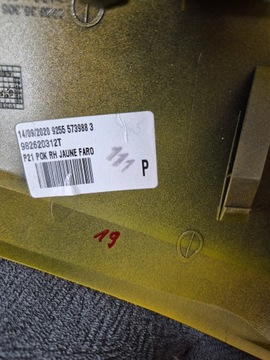 14/09/2020 9255 573988 3
982620312T
P21 POK RH JAUNE FARO
P
111
19